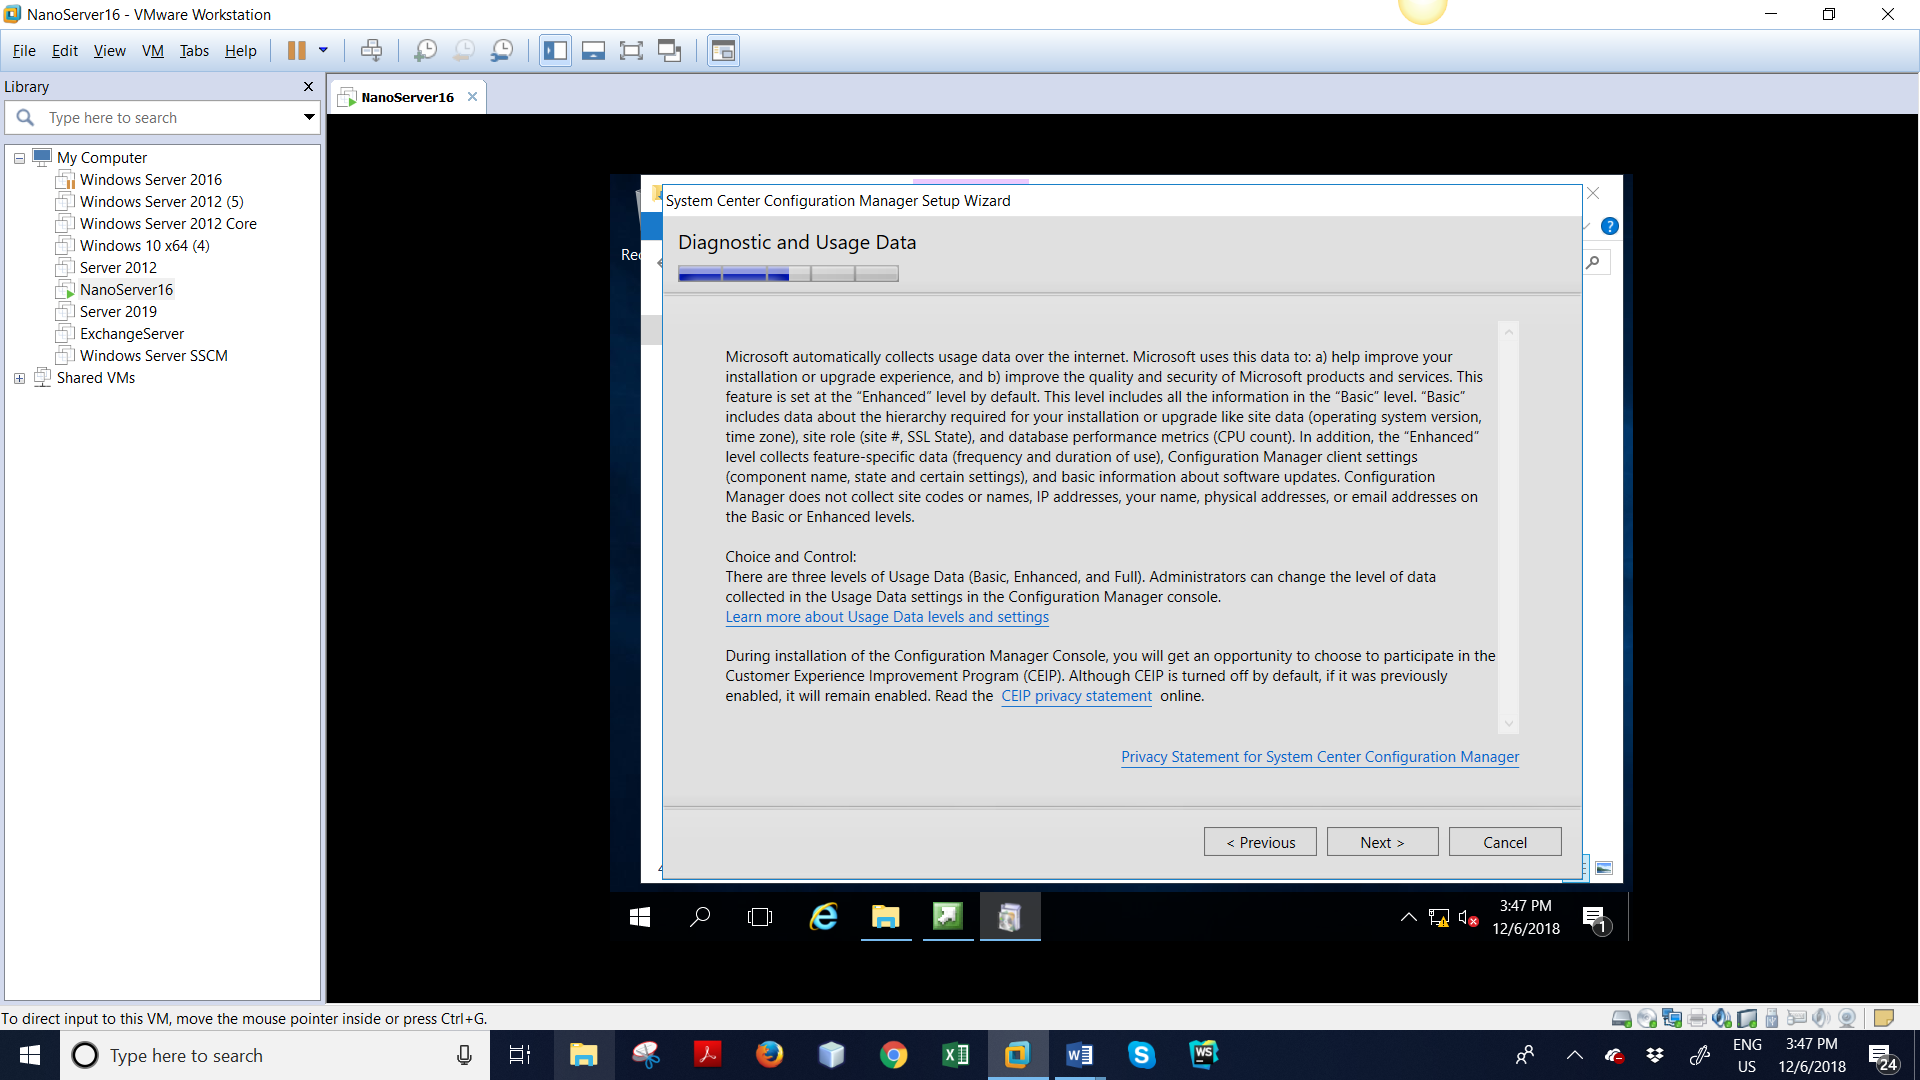 NanoServer16 - VMware Workstation
File Edit View VM Tabs Help
Library
Type here to search
My Computer
Windows Server 2016
Windows Server 2012 (5)
Windows Server 2012 Core
Windows 10 x64 (4)
Server 2012
NanoServer16
Server 2019
ExchangeServer
Windows Server SSCM
Shared VMs
NanoServer16
Rec
System Center Configuration Manager Setup Wizard
Diagnostic and Usage Data
Microsoft automatically collects usage data over the internet. Microsoft uses this data to: a) help improve your
installation or upgrade experience, and b) improve the quality and security of Microsoft products and services. This
feature is set at the “Enhanced” level by default. This level includes all the information in the “Basic” level. “Basic”
includes data about the hierarchy required for your installation or upgrade like site data (operating system version,
time zone), site role (site #, SSL State), and database performance metrics (CPU count). In addition, the “Enhanced”
level collects feature-specific data (frequency and duration of use), Configuration Manager client settings
(component name, state and certain settings), and basic information about software updates. Configuration
Manager does not collect site codes or names, IP addresses, your name, physical addresses, or email addresses on
the Basic or Enhanced levels.
Choice and Control:
There are three levels of Usage Data (Basic, Enhanced, and Full). Administrators can change the level of data
collected in the Usage Data settings in the Configuration Manager console.
Learn more about Usage Data levels and settings
During installation of the Configuration Manager Console, you will get an opportunity to choose to participate in the
Customer Experience Improvement Program (CEIP). Although CEIP is turned off by default, if it was previously
enabled, it will remain enabled. Read the CEIP privacy statement online.
Privacy Statement for System Center Configuration Manager
< Previous Next > Cancel
3:47 PM
12/6/2018
1
To direct input to this VM, move the mouse pointer inside or press Ctrl+G.
Type here to search
WS
ENG
US
3:47 PM
12/6/2018
24